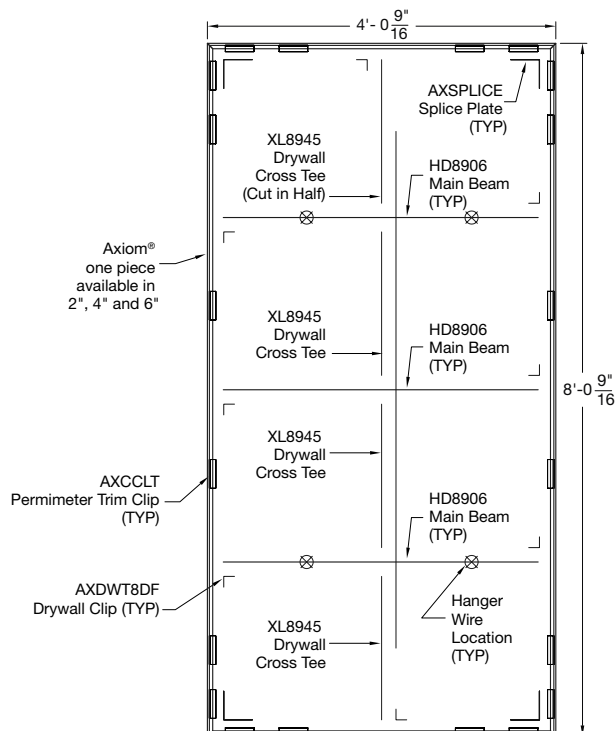 4'- 0 9"
16
AXSPLICE
Splice Plate
(TYP)
XL8945
Drywall
Cross Tee
(Cut in Half)
HD8906
Main Beam
(TYP)
Axiom®
one piece
available in
2", 4" and 6"
XL8945
Drywall
Cross Tee
HD8906
Main Beam
(TYP)
8'-0 9"
16
XL8945
Drywall
Cross Tee
AXCCLT
Permimeter Trim Clip
(TYP)
HD8906
Main Beam
(TYP)
AXDWT8DF
Drywall Clip (TYP)
XL8945
Drywall
Cross Tee
Hanger
Wire
Location
(TYP)